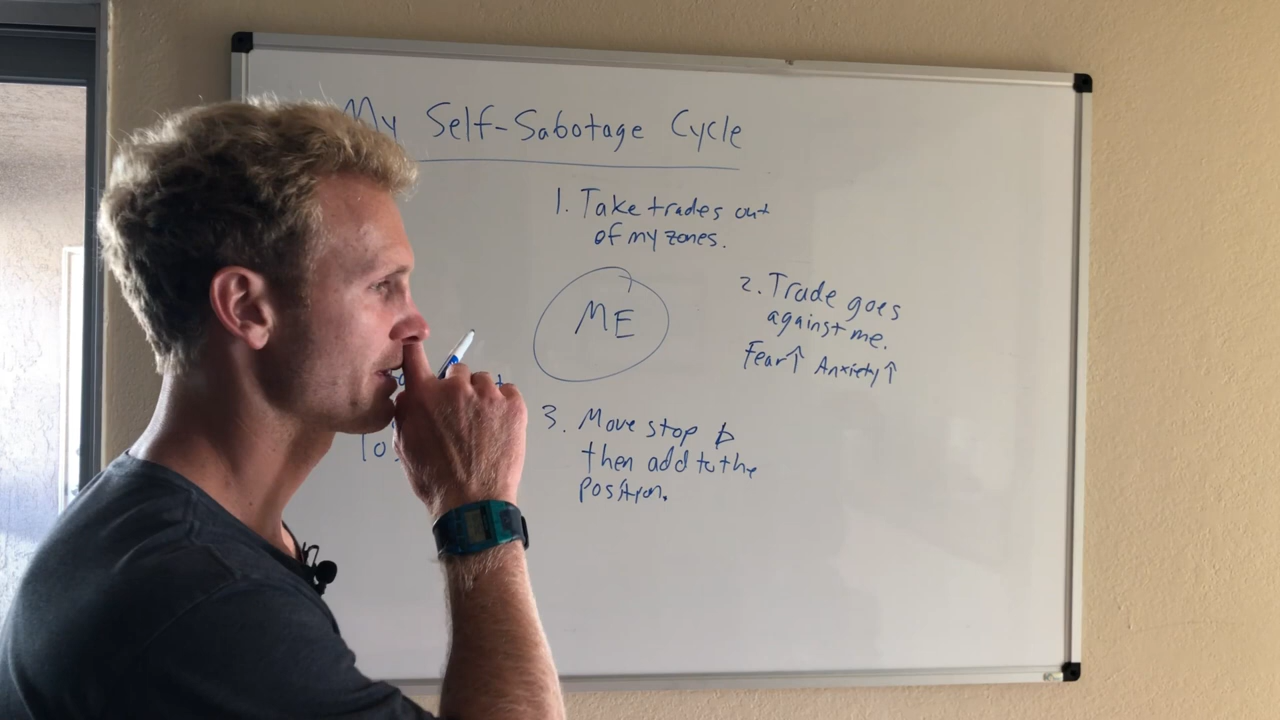 My Self-Sabotage Cycle
1. Take trades out
of my zones.
ME
2. Trade goes
against me.
Fear↑ Anxiety↑
3. Move stop &
then add to the
position.